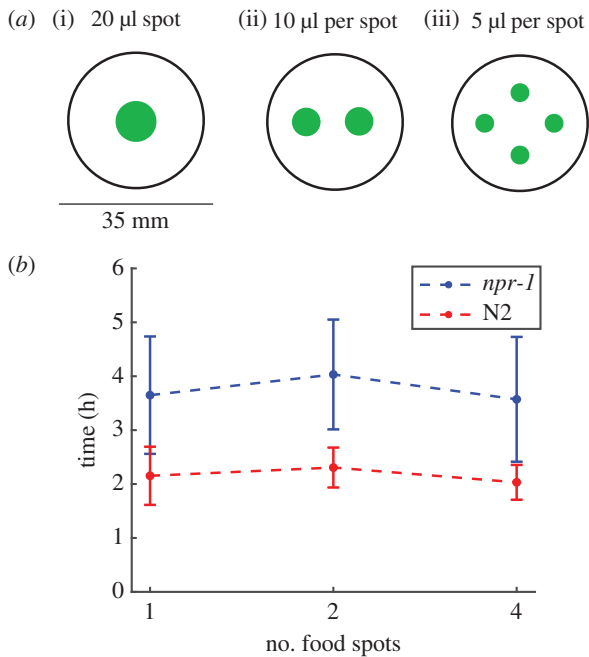 (a) (i) 20 µl spot (ii) 10 µl per spot (iii) 5 µl per spot
35 mm
(b)
6
npr-1
N2
5
4
3
2
1
0
time (h)
1 2 4
no. food spots